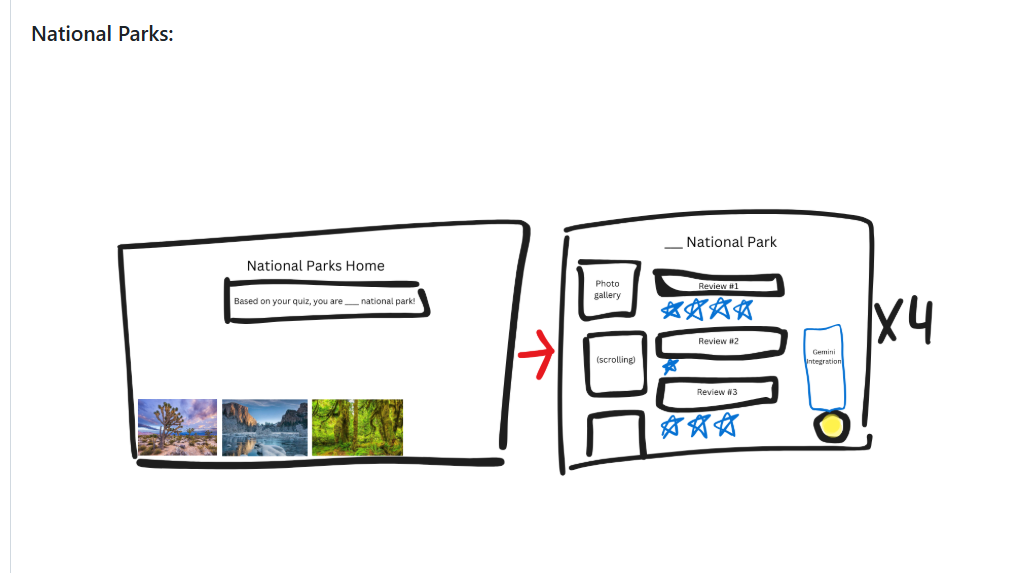 National Parks:
National Parks Home
Based on your quiz, you are ___ national park!
___ National Park
Photo
gallery
(scrolling)
Review #1
Review #2
Review #3
Gemini
Integration
X4